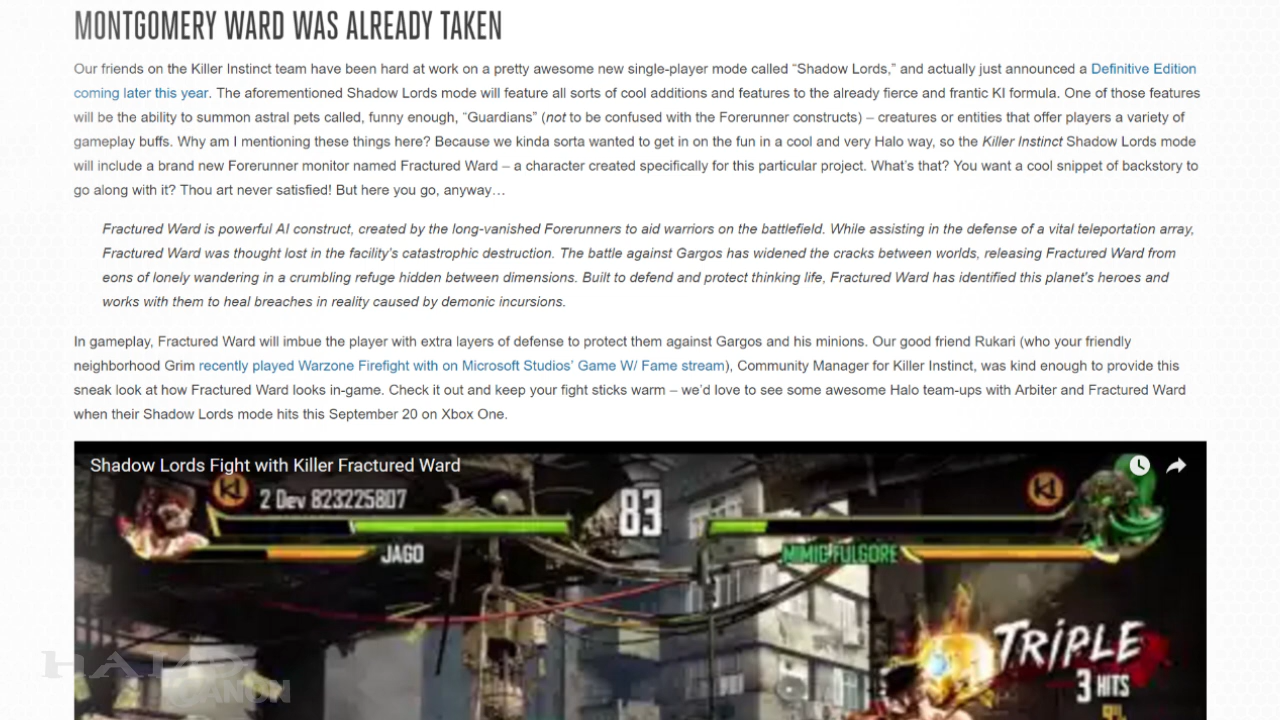 MONTGOMERY WARD WAS ALREADY TAKEN
Our friends on the Killer Instinct team have been hard at work on a pretty awesome new single-player mode called “Shadow Lords,” and actually just announced a Definitive Edition
coming later this year. The aforementioned Shadow Lords mode will feature all sorts of cool additions and features to the already fierce and frantic KI formula. One of those features
will be the ability to summon astral pets called, funny enough, “Guardians” (not to be confused with the Forerunner constructs) – creatures or entities that offer players a variety of
gameplay buffs. Why am I mentioning these things here? Because we kinda sorta wanted to get in on the fun in a cool and very Halo way, so the Killer Instinct Shadow Lords mode
will include a brand new Forerunner monitor named Fractured Ward – a character created specifically for this particular project. What’s that? You want a cool snippet of backstory to
go along with it? Thou art never satisfied! But here you go, anyway…
Fractured Ward is powerful AI construct, created by the long-vanished Forerunners to aid warriors on the battlefield. While assisting in the defense of a vital teleportation array,
Fractured Ward was thought lost in the facility’s catastrophic destruction. The battle against Gargos has widened the cracks between worlds, releasing Fractured Ward from
eons of lonely wandering in a crumbling refuge hidden between dimensions. Built to defend and protect thinking life, Fractured Ward has identified this planet’s heroes and
works with them to heal breaches in reality caused by demonic incursions.
In gameplay, Fractured Ward will imbue the player with extra layers of defense to protect them against Gargos and his minions. Our good friend Rukari (who your friendly
neighborhood Grim recently played Warzone Firefight with on Microsoft Studios’ Game W/ Fame stream), Community Manager for Killer Instinct, was kind enough to provide this
sneak look at how Fractured Ward looks in-game. Check it out and keep your fight sticks warm – we’d love to see some awesome Halo team-ups with Arbiter and Fractured Ward
when their Shadow Lords mode hits this September 20 on Xbox One.
Shadow Lords Fight with Killer Fractured Ward
KI 2 Dev 823225807 83 KI
JAGO MIMIC FULGORE
TRIPLE
3 HITS
HALO
CANON